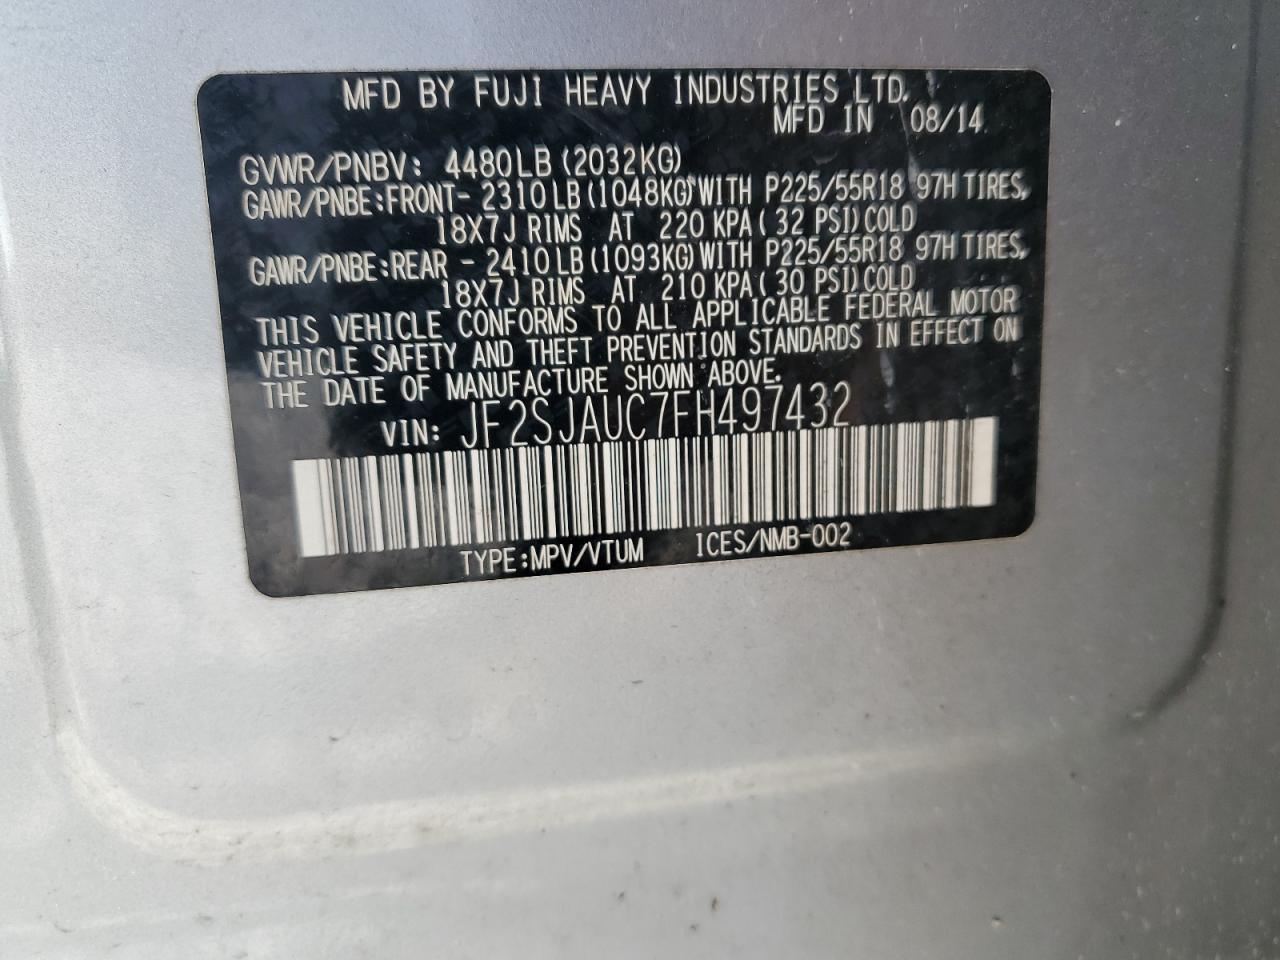 MFD BY FUJI HEAVY INDUSTRIES LTD.
MFD IN 08/14
GVWR/PNBV: 4480LB (2032KG)
GAWR/PNBE:FRONT- 2310LB (1048KG) WITH P225/55R18 97H TIRES,
18X7J RIMS AT 220 KPA (32 PSI) COLD
GAWR/PNBE:REAR - 2410LB (1093KG) WITH P225/55R18 97H TIRES,
18X7J RIMS AT 210 KPA (30 PSI) COLD
THIS VEHICLE CONFORMS TO ALL APPLICABLE FEDERAL MOTOR
VEHICLE SAFETY AND THEFT PREVENTION STANDARDS IN EFFECT ON
THE DATE OF MANUFACTURE SHOWN ABOVE.
VIN: JF2SJAUC7FH497432
TYPE:MPV/VTUM ICES/NMB-002